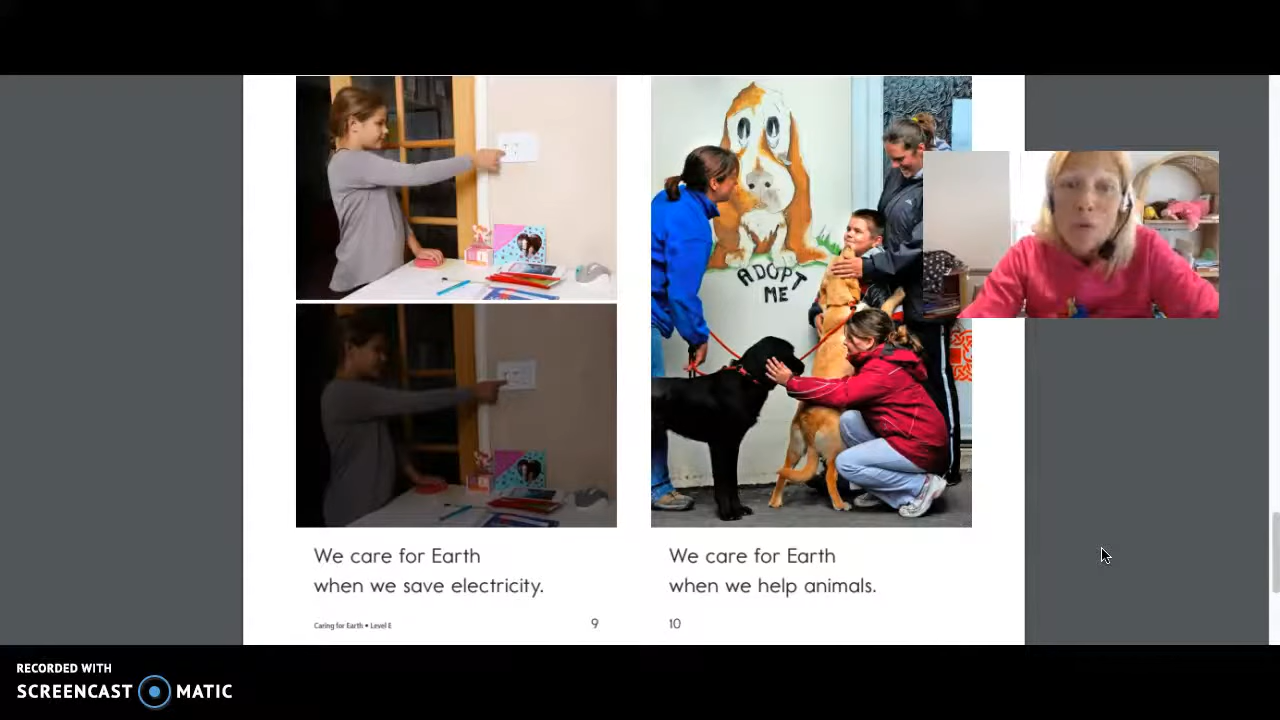 ADOPT
ME
We care for Earth
when we save electricity.
Caring for Earth • Level E
9
We care for Earth
when we help animals.
10
RECORDED WITH
SCREENCAST MATIC